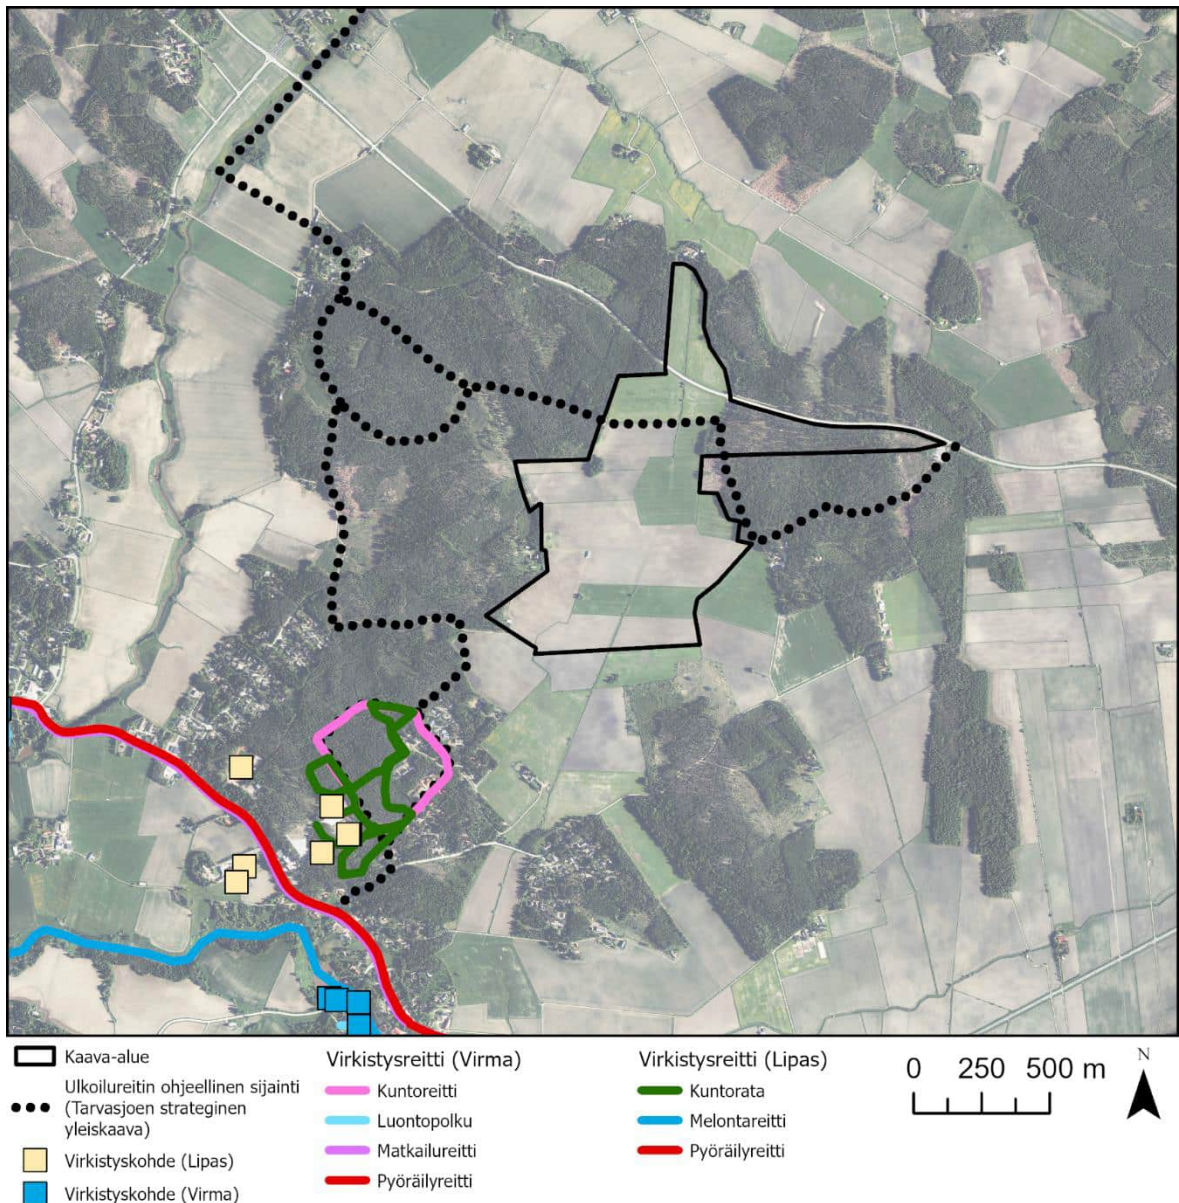 Kaava-alue
Ulkoilureitin ohjeellinen sijainti
(Tarvasjoen strateginen
yleiskaava)
Virkistyskohde (Lipas)
Virkistyskohde (Virma)
Virkistysreitti (Virma)
Kuntoreitti
Luontopolku
Matkailureitti
Pyöräilyreitti
Virkistysreitti (Lipas)
Kuntorata
Melontareitti
Pyöräilyreitti
0 250 500 m
N